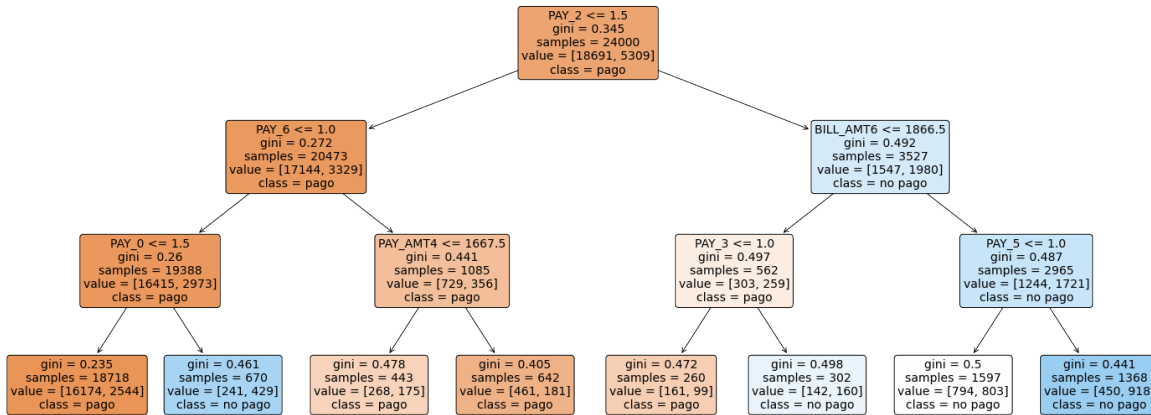 PAY_2 <= 1.5
gini = 0.345
samples = 24000
value = [18691, 5309]
class = pago
PAY_6 <= 1.0
gini = 0.272
samples = 20473
value = [17144, 3329]
class = pago
BILL_AMT6 <= 1866.5
gini = 0.492
samples = 3527
value = [1547, 1980]
class = no pago
PAY_0 <= 1.5
gini = 0.26
samples = 19388
value = [16415, 2973]
class = pago
PAY_AMT4 <= 1667.5
gini = 0.441
samples = 1085
value = [729, 356]
class = pago
PAY_3 <= 1.0
gini = 0.497
samples = 562
value = [303, 259]
class = pago
PAY_5 <= 1.0
gini = 0.487
samples = 2965
value = [1244, 1721]
class = no pago
gini = 0.235
samples = 18718
value = [16174, 2544]
class = pago
gini = 0.461
samples = 670
value = [241, 429]
class = no pago
gini = 0.478
samples = 443
value = [268, 175]
class = pago
gini = 0.405
samples = 642
value = [461, 181]
class = pago
gini = 0.472
samples = 260
value = [161, 99]
class = pago
gini = 0.498
samples = 302
value = [142, 160]
class = no pago
gini = 0.5
samples = 1597
value = [794, 803]
class = no pago
gini = 0.441
samples = 1368
value = [450, 918]
class = no pago